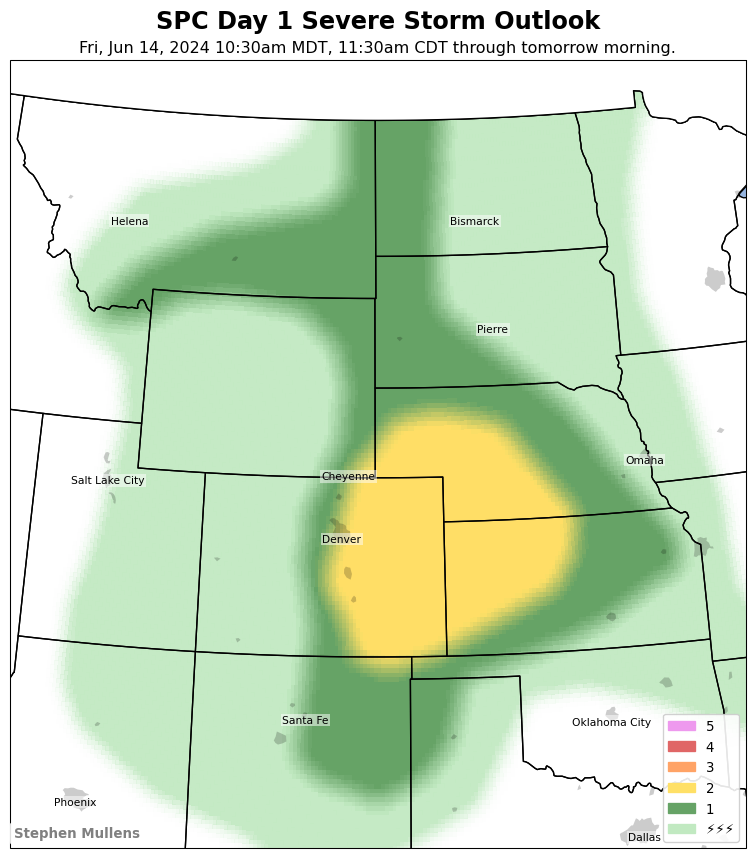 SPC Day 1 Severe Storm Outlook
Fri, Jun 14, 2024 10:30am MDT, 11:30am CDT through tomorrow morning.
Helena
Bismarck
Pierre
Omaha
Cheyenne
Salt Lake City
Denver
Santa Fe
Oklahoma City
5
4
3
2
1
⚡⚡⚡
Phoenix
Stephen Mullens
Dallas